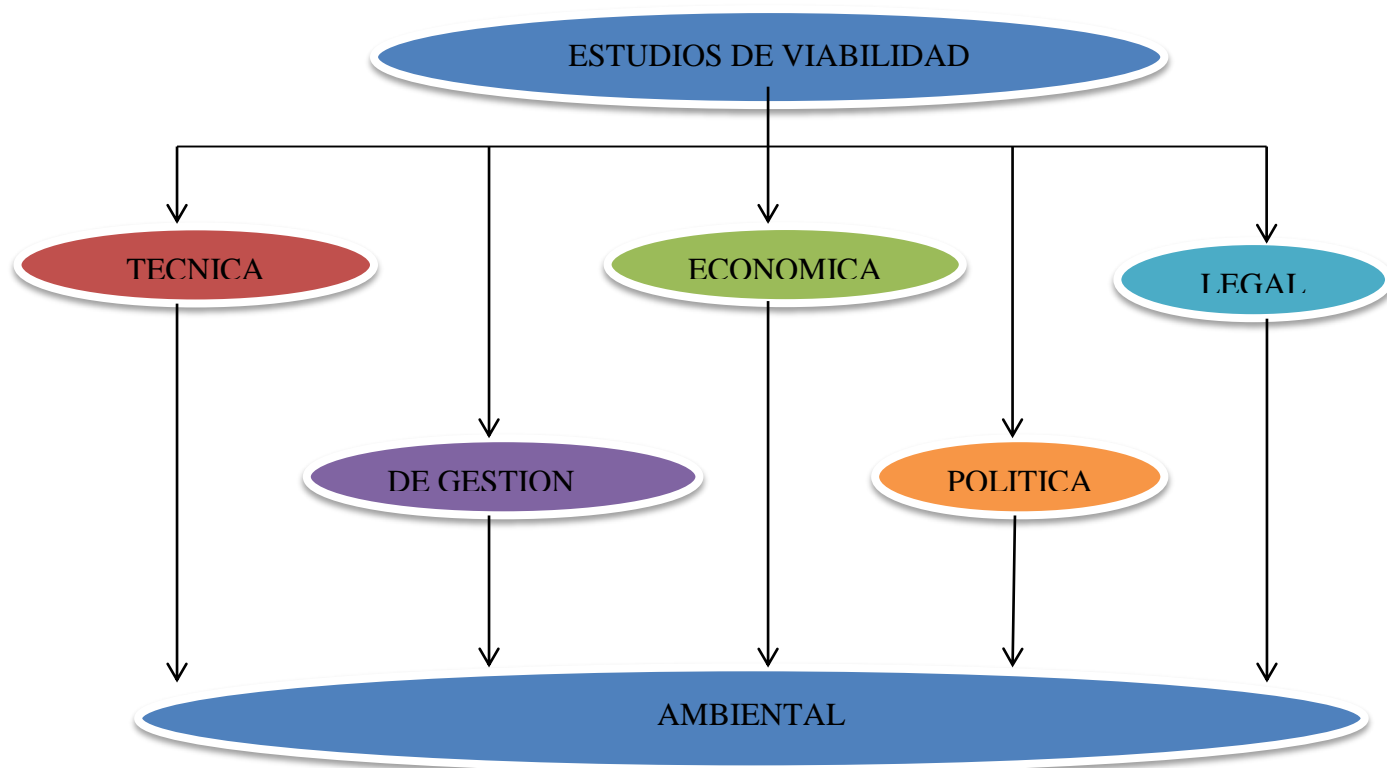 ESTUDIOS DE VIABILIDAD
TECNICA
ECONOMICA
LEGAL
DE GESTION
POLITICA
AMBIENTAL